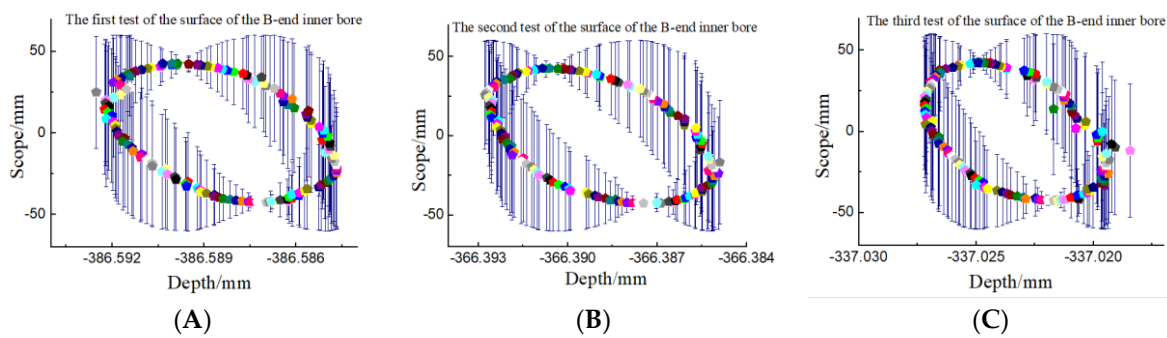 The first test of the surface of the B-end inner bore
50
0
-50
Scope/mm
-386.592
-386.589
-386.586
Depth/mm
(A)
The second test of the surface of the B-end inner bore
50
0
-50
Scope/mm
-366.393
-366.390
-366.387
-366.384
Depth/mm
(B)
The third test of the surface of the B-end inner bore
50
0
-50
Scope/mm
-337.030
-337.025
-337.020
Depth/mm
(C)